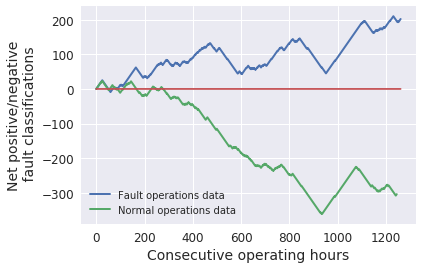 200
100
0
−100
−200
−300
Net positive/negative
fault classifications
Fault operations data
Normal operations data
0 200 400 600 800 1000 1200
Consecutive operating hours